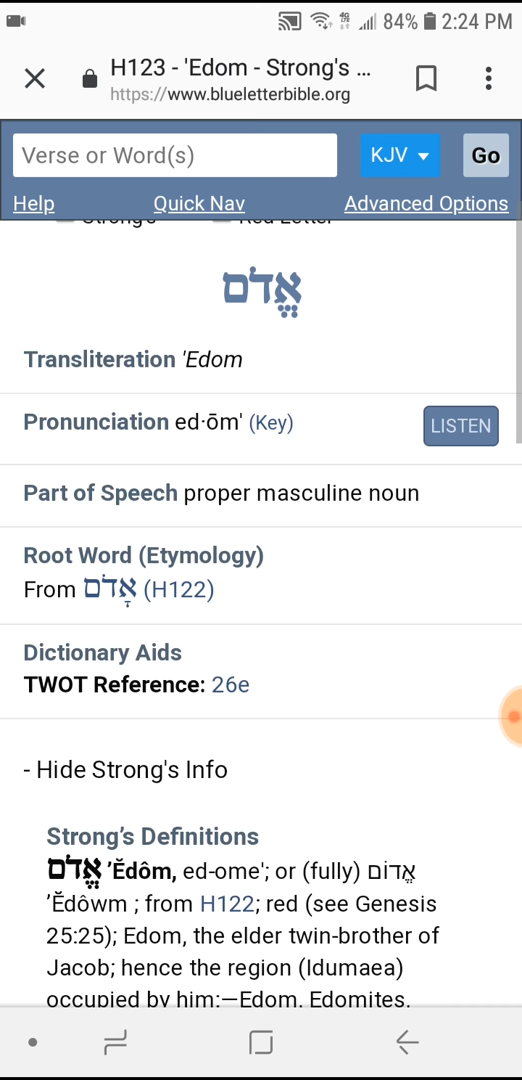 84% 2:24 PM
H123 - 'Edom - Strong's ...
https://www.blueletterbible.org
Verse or Word(s) KJV Go
Help Quick Nav Advanced Options
Strong's Red Letter
אֱדֹם
Transliteration 'Edom
Pronunciation ed·ōm' (Key) LISTEN
Part of Speech proper masculine noun
Root Word (Etymology)
From אָדֹם (H122)
Dictionary Aids
TWOT Reference: 26e
- Hide Strong's Info
Strong’s Definitions
אֱדֹם ʼĔdôm, ed-ome'; or (fully) אֱדוֹם
ʼĔdôwm ; from H122; red (see Genesis
25:25); Edom, the elder twin-brother of
Jacob; hence the region (Idumaea)
occupied by him:—Edom, Edomites,